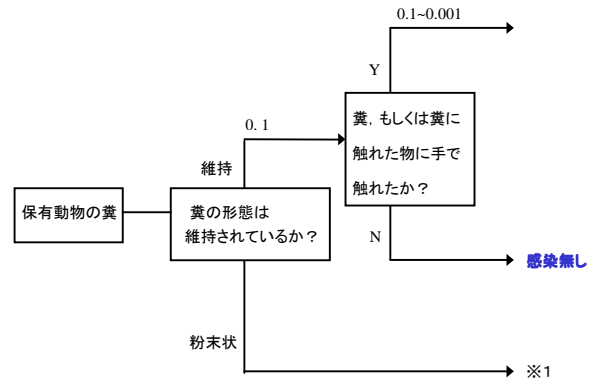 0.1~0.001
Y
0. 1
糞，もしくは糞に
触れた物に手で
触れたか？
維持
保有動物の糞
糞の形態は
維持されているか？
N
感染無し
粉末状
※1